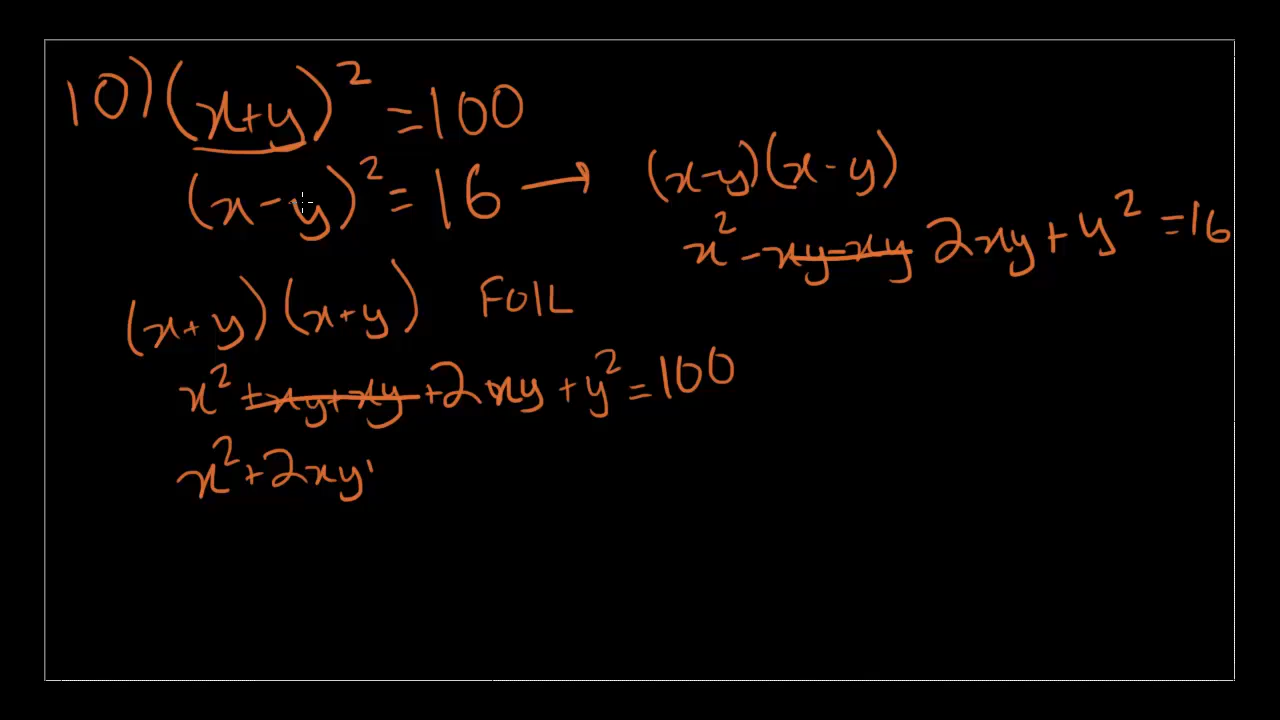 10) (x+y)² = 100
(x-y)² = 16 → (x-y)(x-y)
x² - xy - xy 2xy + y² = 16
(x+y)(x+y) FOIL
x² + xy + xy + 2xy + y² = 100
x² + 2xy